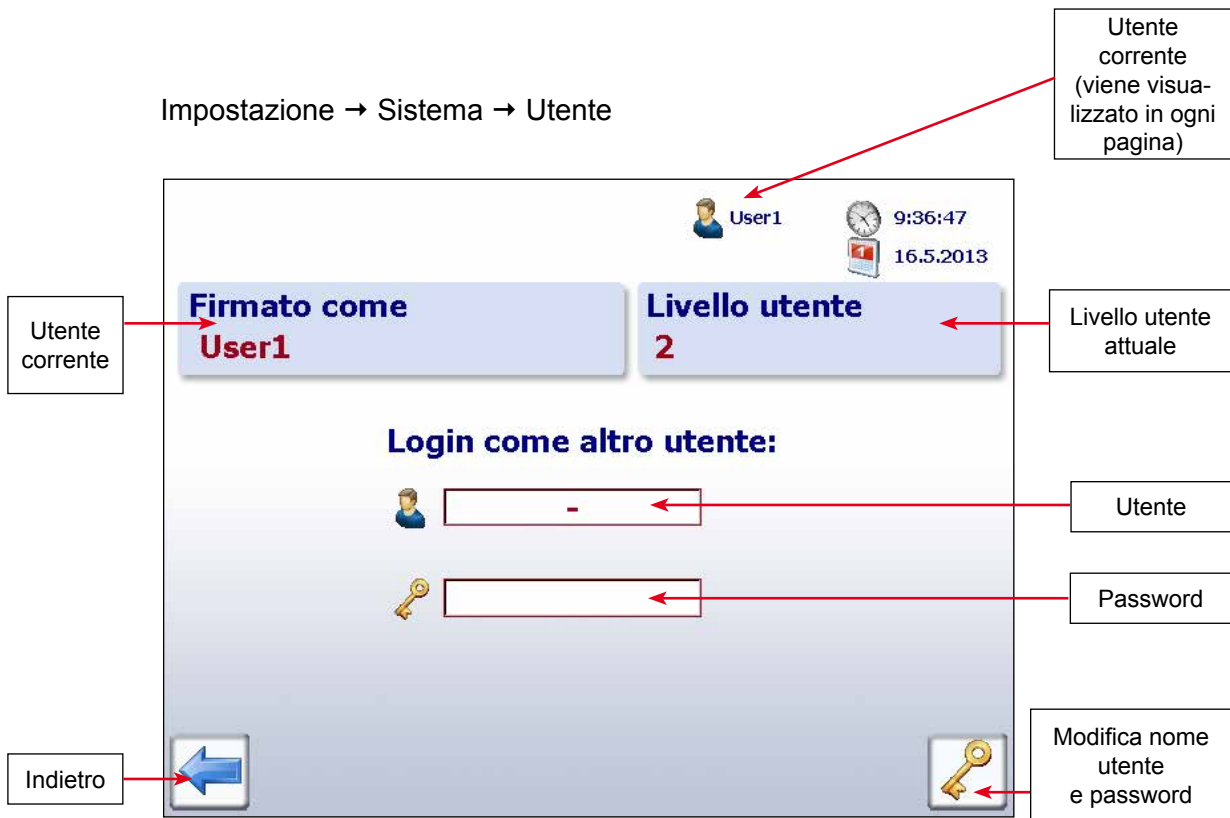 Utente
corrente
(viene visua-
lizzato in ogni
pagina)
Impostazione → Sistema → Utente
User1
9:36:47
1
16.5.2013
Utente
corrente
Firmato come
User1
Livello utente
2
Livello utente
attuale
Login come altro utente:
-
Utente
Password
Indietro
Modifica nome
utente
e password